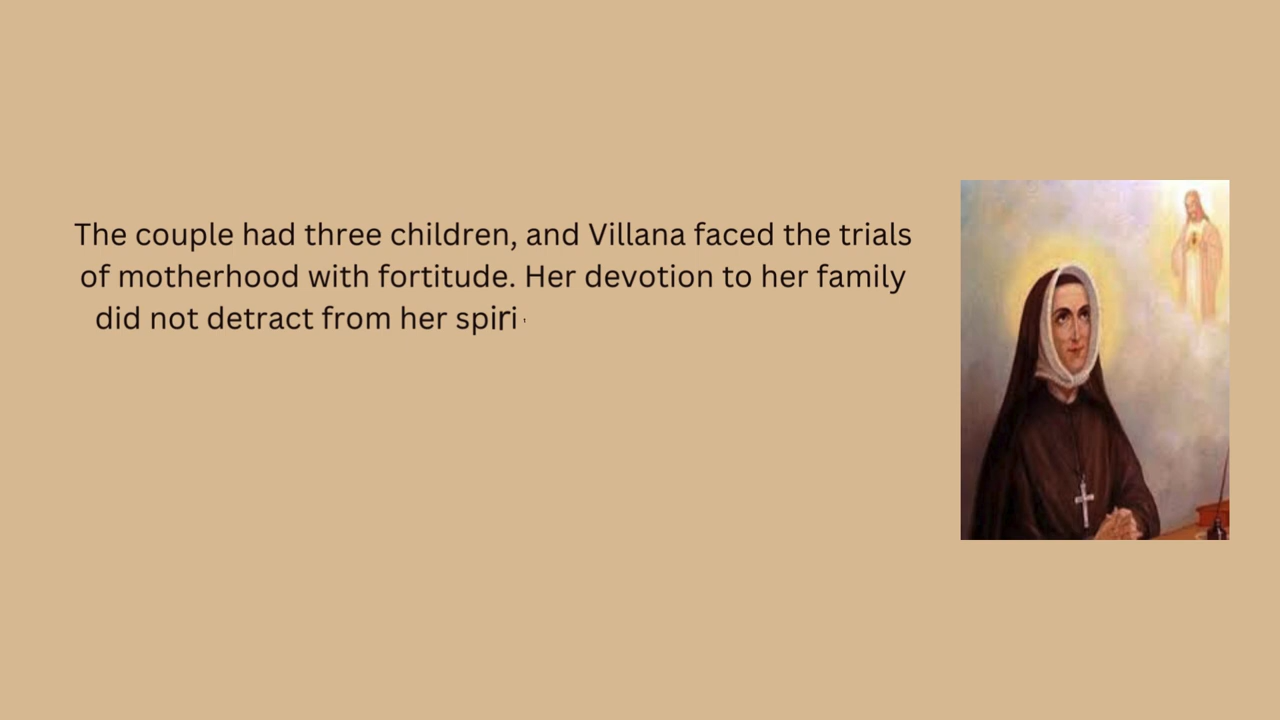 The couple had three children, and Villana faced the trials
of motherhood with fortitude. Her devotion to her family
did not detract from her spiri